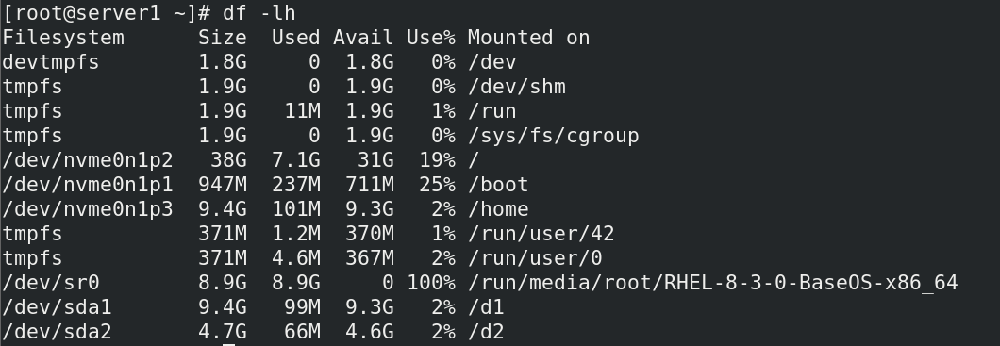 [root@server1 ~]# df -lh
Filesystem      Size  Used Avail Use% Mounted on
devtmpfs        1.8G     0  1.8G   0% /dev
tmpfs           1.9G     0  1.9G   0% /dev/shm
tmpfs           1.9G   11M  1.9G   1% /run
tmpfs           1.9G     0  1.9G   0% /sys/fs/cgroup
/dev/nvme0n1p2   38G  7.1G   31G  19% /
/dev/nvme0n1p1  947M  237M  711M  25% /boot
/dev/nvme0n1p3  9.4G  101M  9.3G   2% /home
tmpfs           371M  1.2M  370M   1% /run/user/42
tmpfs           371M  4.6M  367M   2% /run/user/0
/dev/sr0        8.9G  8.9G     0 100% /run/media/root/RHEL-8-3-0-BaseOS-x86_64
/dev/sda1       9.4G   99M  9.3G   2% /d1
/dev/sda2       4.7G   66M  4.6G   2% /d2